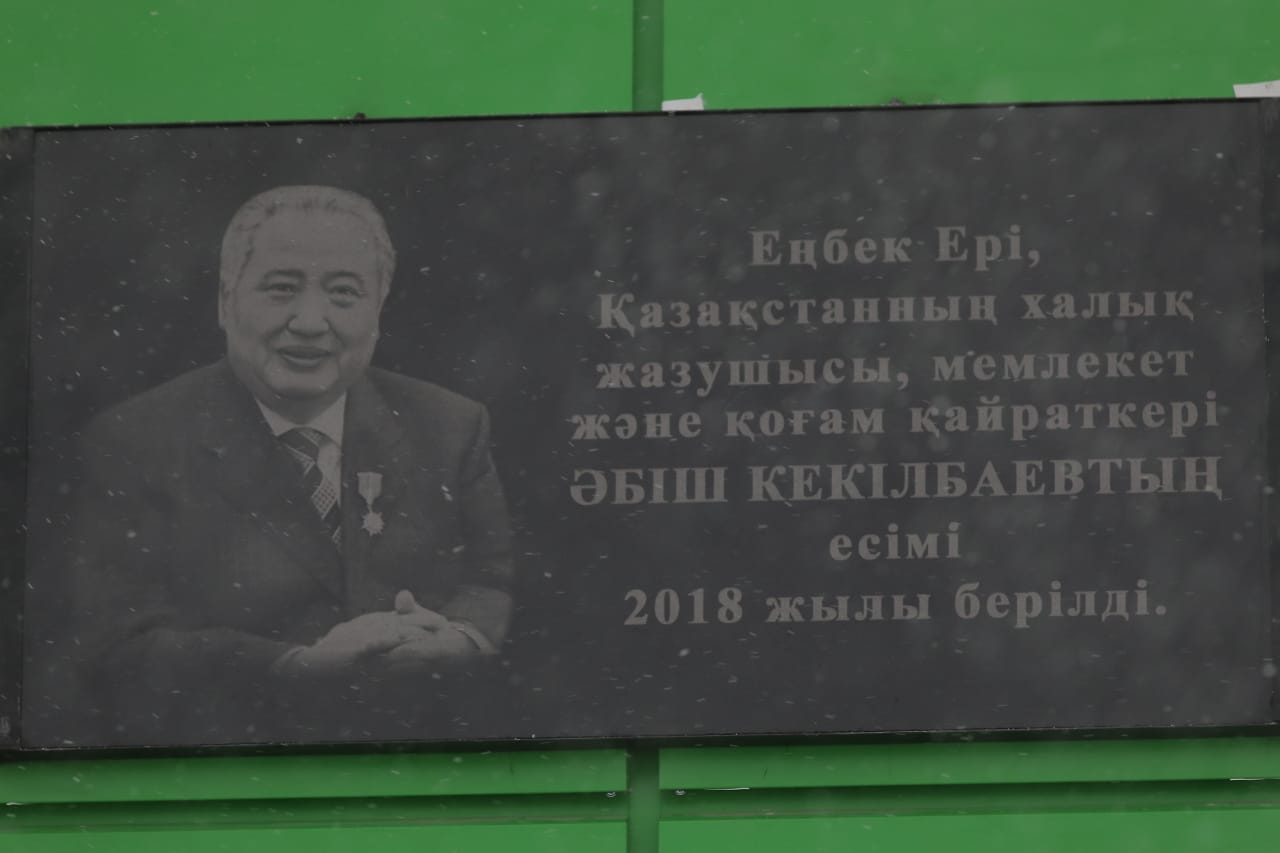 Еңбек Ері,
Қазақстанның халық
жазушысы, мемлекет
және қоғам қайраткері
ӘБІШ КЕКІЛБАЕВТЫҢ
есімі
2018 жылы берілді.